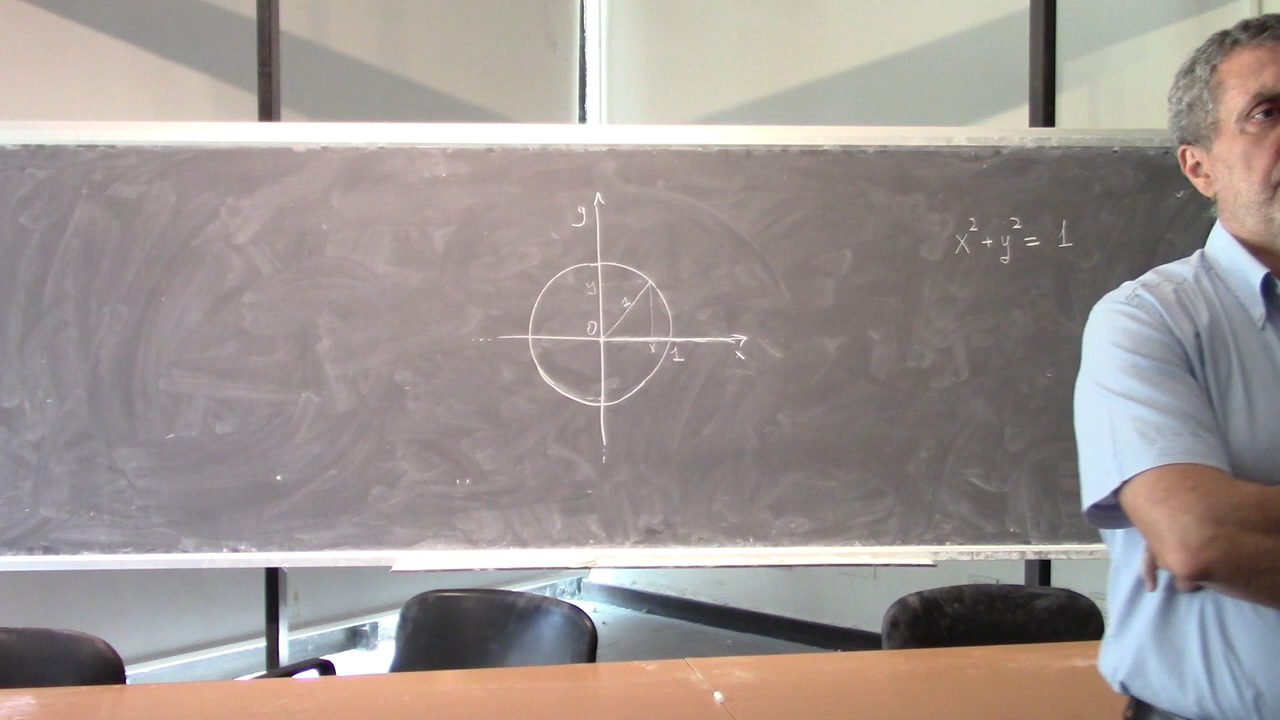 y
x² + y² = 1
y
1
0
x
1
x